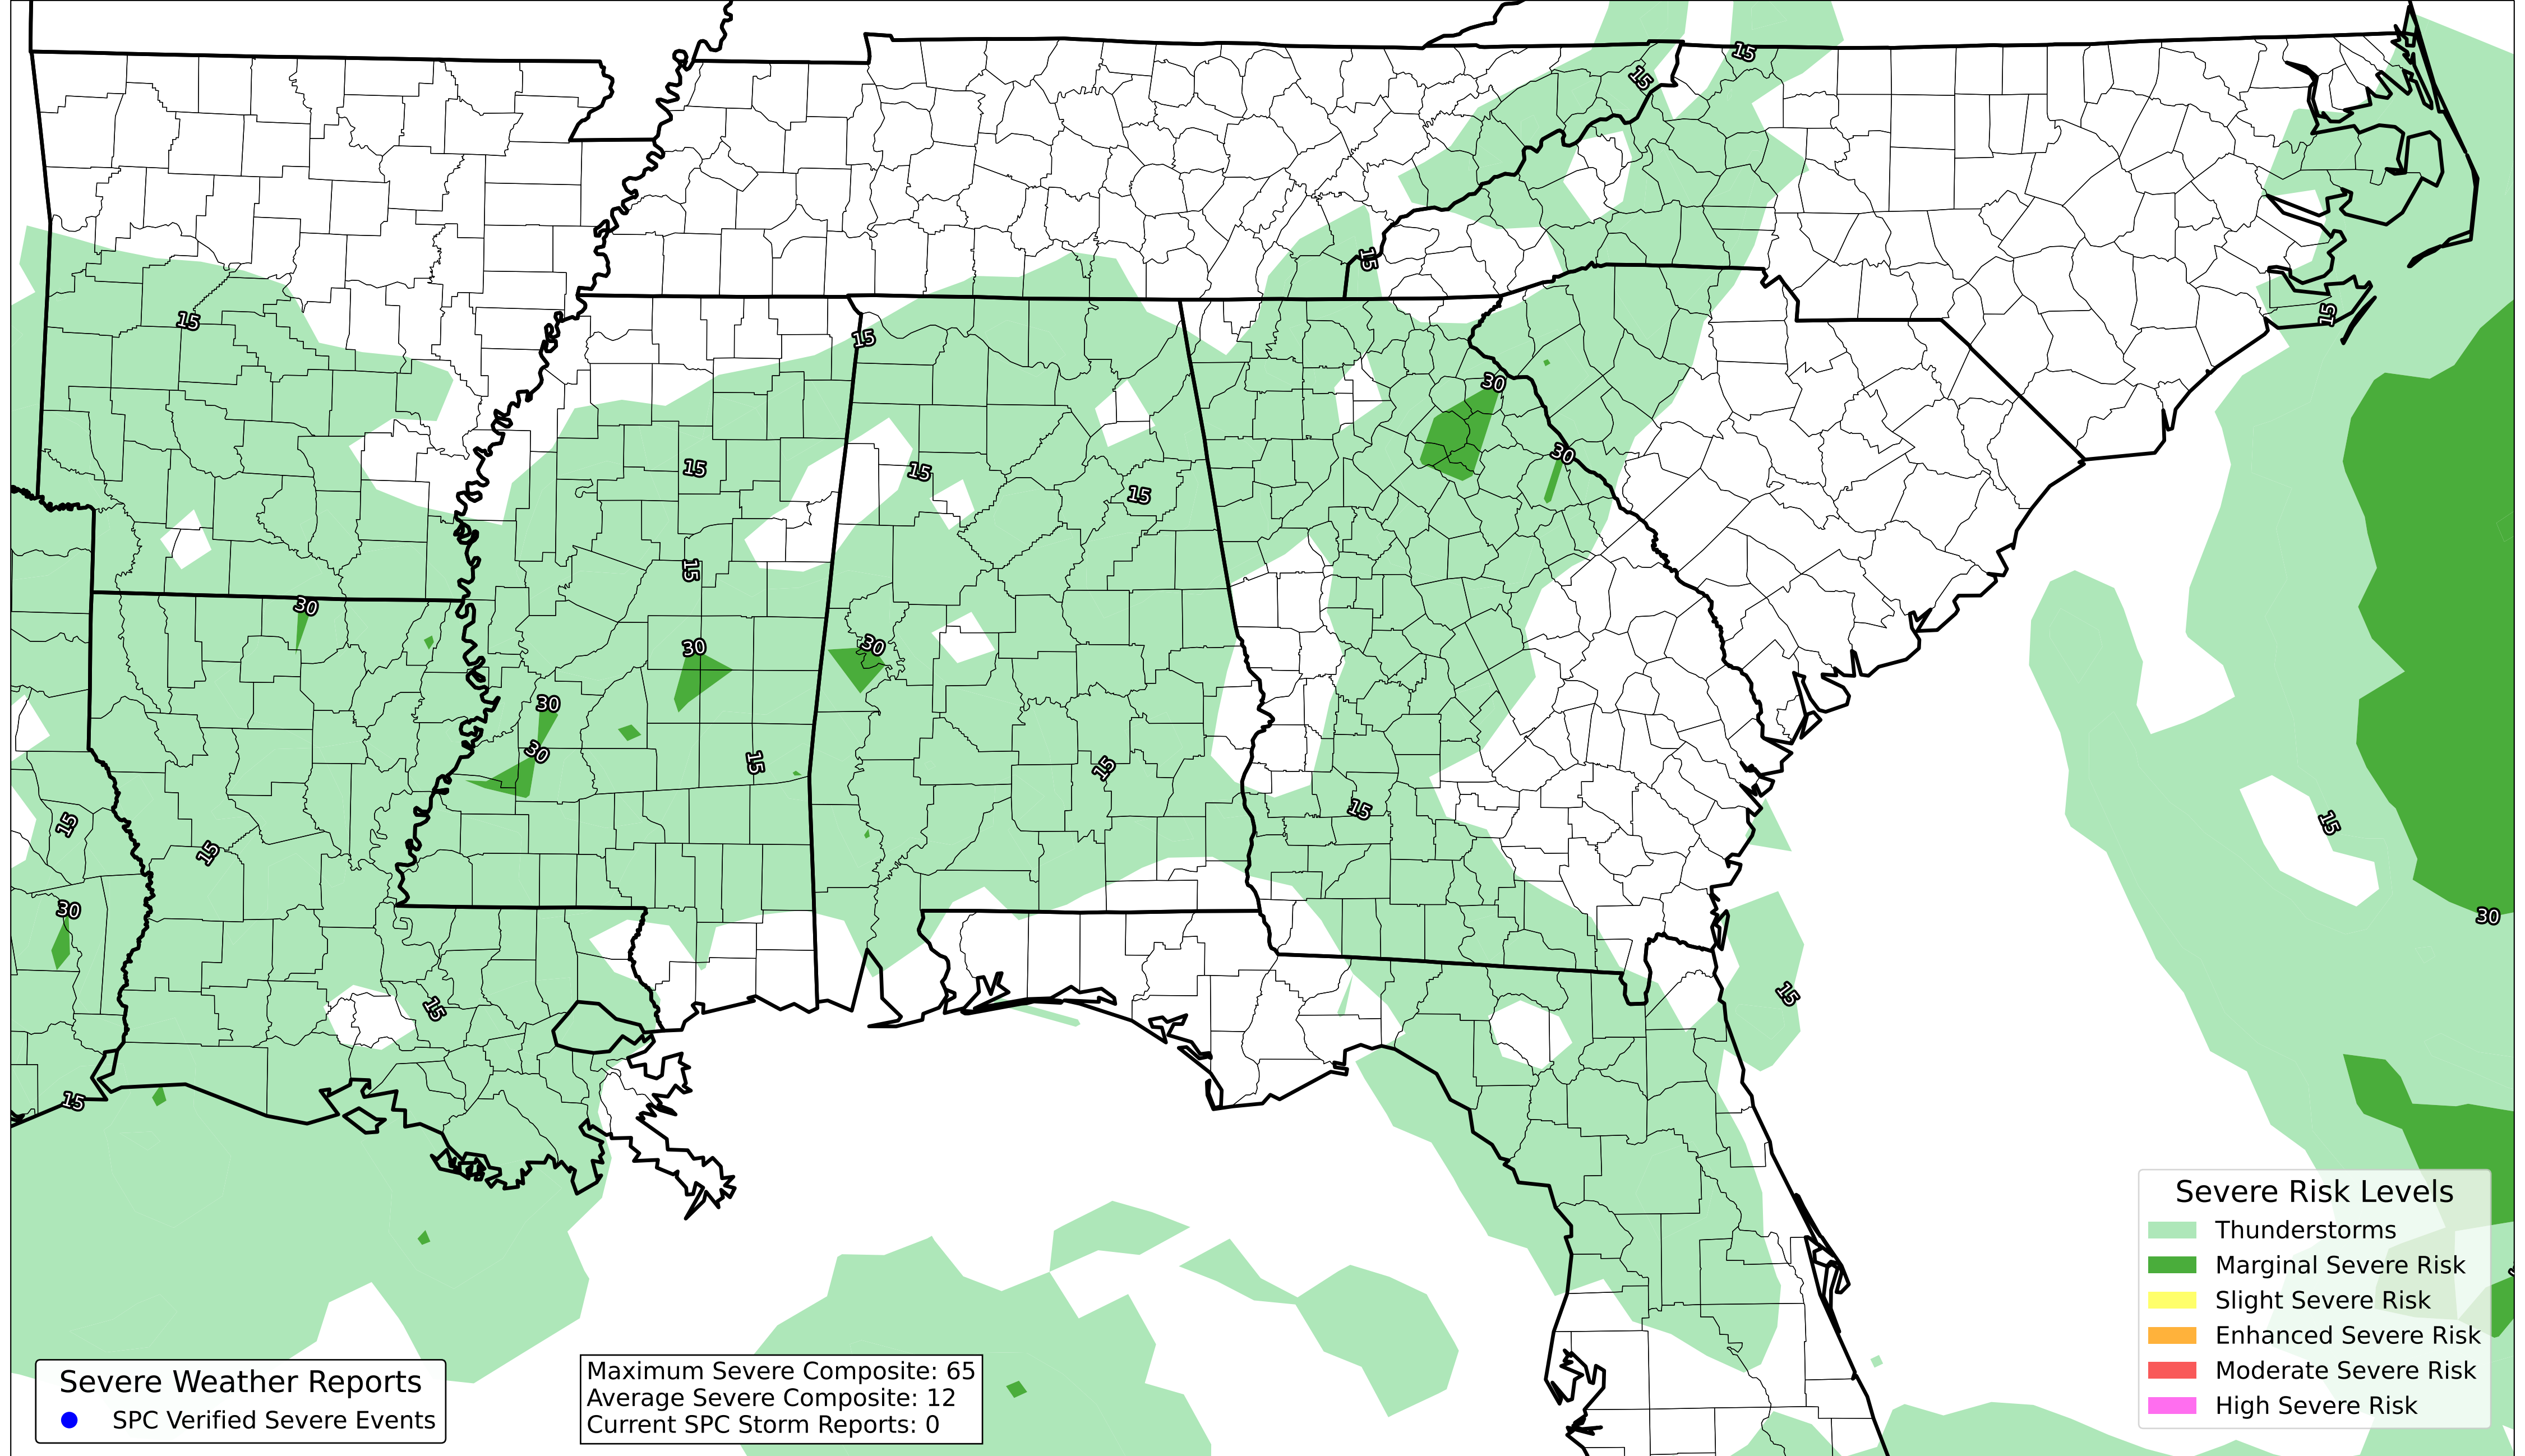 15
15
15
15
15
15
30
15
30
15
15
15
30
30
30
30
30
15
15
15
15
15
15
30
30
15
15
15
Severe Risk Levels
Thunderstorms
Marginal Severe Risk
Slight Severe Risk
Enhanced Severe Risk
Moderate Severe Risk
High Severe Risk
Severe Weather Reports
SPC Verified Severe Events
Maximum Severe Composite: 65
Average Severe Composite: 12
Current SPC Storm Reports: 0